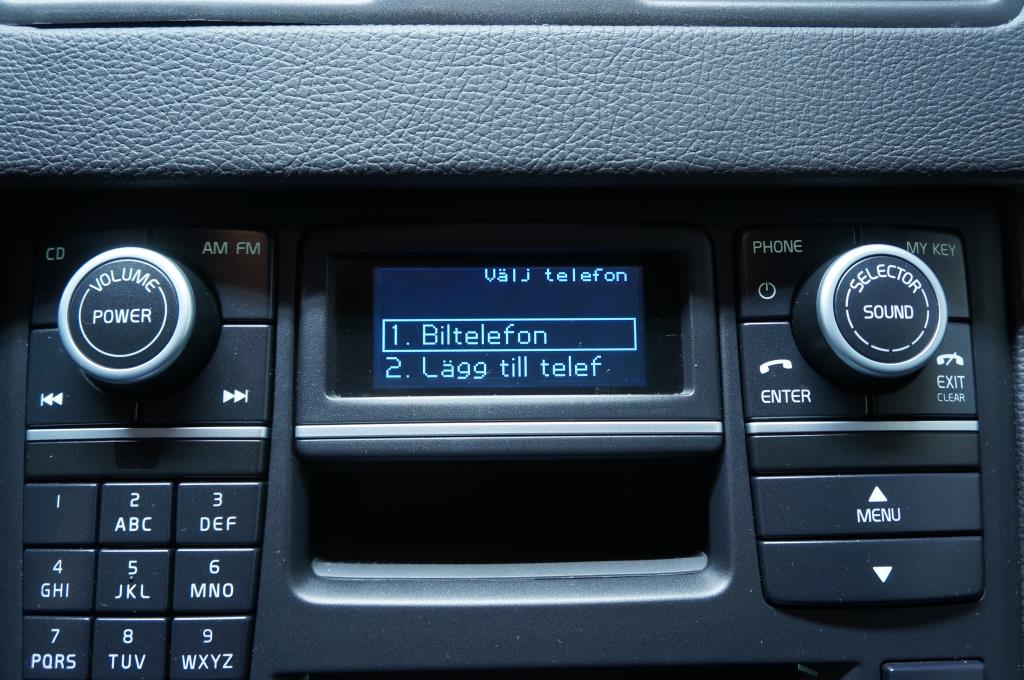 CD
AM FM
VOLUME
POWER
Välj telefon
1. Biltelefon
2. Lägg till telef
PHONE
MY KEY
SELECTOR
SOUND
ENTER
EXIT
CLEAR
MENU
1
2
ABC
3
DEF
4
GHI
5
JKL
6
MNO
7
PQRS
8
TUV
9
WXYZ